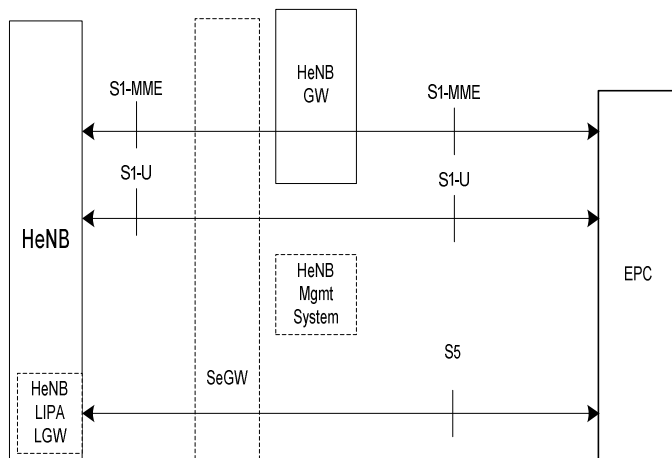 HeNB
GW
S1-MME
S1-MME
S1-U
S1-U
HeNB
HeNB
Mgmt
System
EPC
S5
SeGW
HeNB
LIPA
LGW